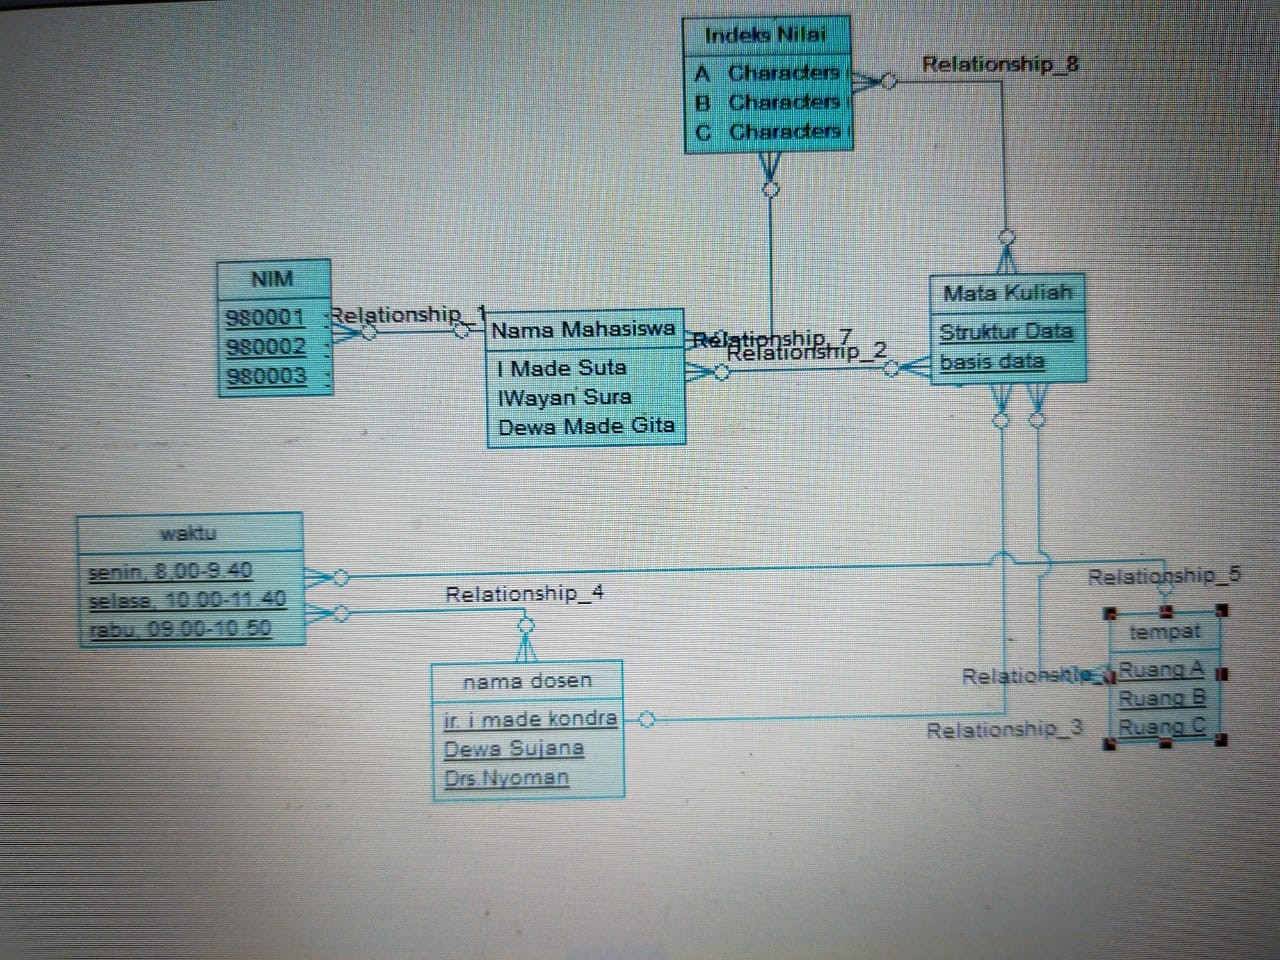 Indeks Nilai
A Characters
B Characters
C Characters
Relationship_8
NIM
980001
980002
980003
Relationship_1
Nama Mahasiswa
I Made Suta
IWayan Sura
Dewa Made Gita
Relationship_7
Relationship_2
Mata Kuliah
Struktur Data
basis data
waktu
senin, 8.00-9.40
selasa, 10.00-11.40
rabu, 09.00-10.50
Relationship_4
Relationship_5
nama dosen
ir. i made kondra
Dewa Sujana
Drs.Nyoman
tempat
Ruang A
Ruang B
Ruang C
Relationship_3